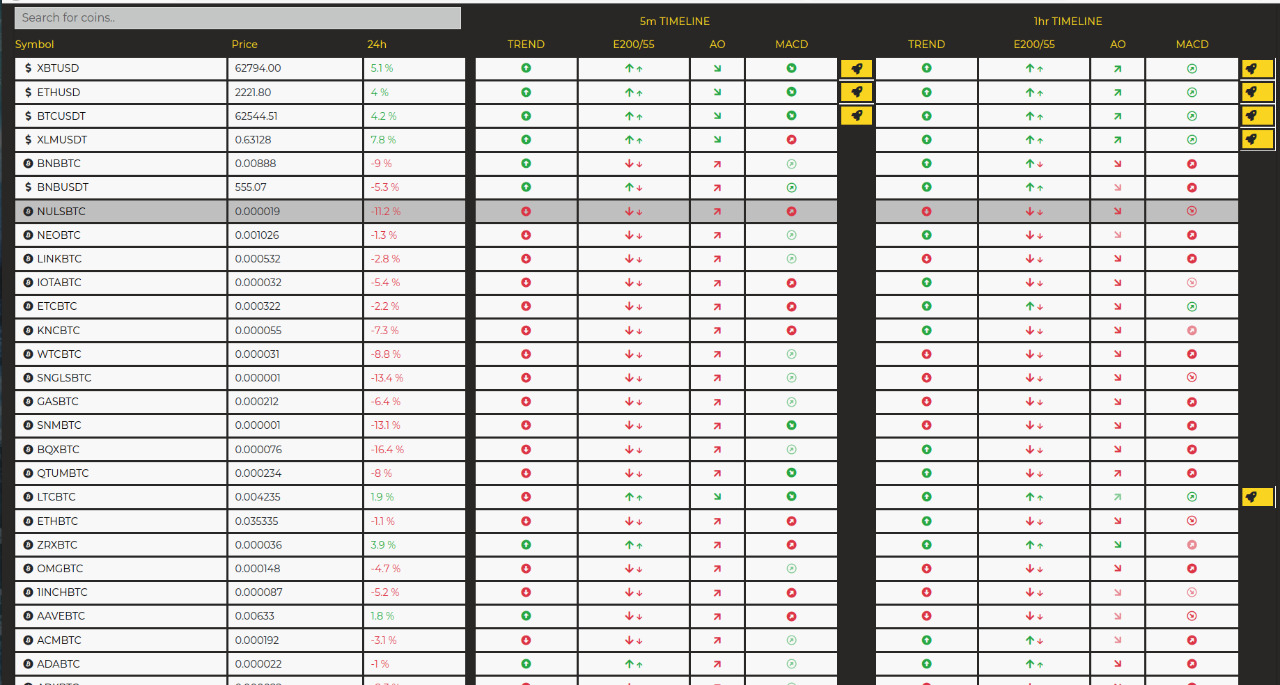 Search for coins..
5m TIMELINE 1hr TIMELINE
Symbol Price 24h TREND E200/55 AO MACD TREND E200/55 AO MACD
$ XBTUSD 62794.00 5.1 %
$ ETHUSD 2221.80 4 %
$ BTCUSDT 62544.51 4.2 %
$ XLMUSDT 0.63128 7.8 %
BNBBTC 0.00888 -9 %
$ BNBUSDT 555.07 -5.3 %
NULSBTC 0.000019 -11.2 %
NEOBTC 0.001026 -1.3 %
LINKBTC 0.000532 -2.8 %
IOTABTC 0.000032 -5.4 %
ETCBTC 0.000322 -2.2 %
KNCBTC 0.000055 -7.3 %
WTCBTC 0.000031 -8.8 %
SNGLSBTC 0.000001 -13.4 %
GASBTC 0.000212 -6.4 %
SNMBTC 0.000001 -13.1 %
BQXBTC 0.000076 -16.4 %
QTUMBTC 0.000234 -8 %
LTCBTC 0.004235 1.9 %
ETHBTC 0.035335 -1.1 %
ZRXBTC 0.000036 3.9 %
OMGBTC 0.000148 -4.7 %
1INCHBTC 0.000087 -5.2 %
AAVEBTC 0.00633 1.8 %
ACMBTC 0.000192 -3.1 %
ADABTC 0.000022 -1 %